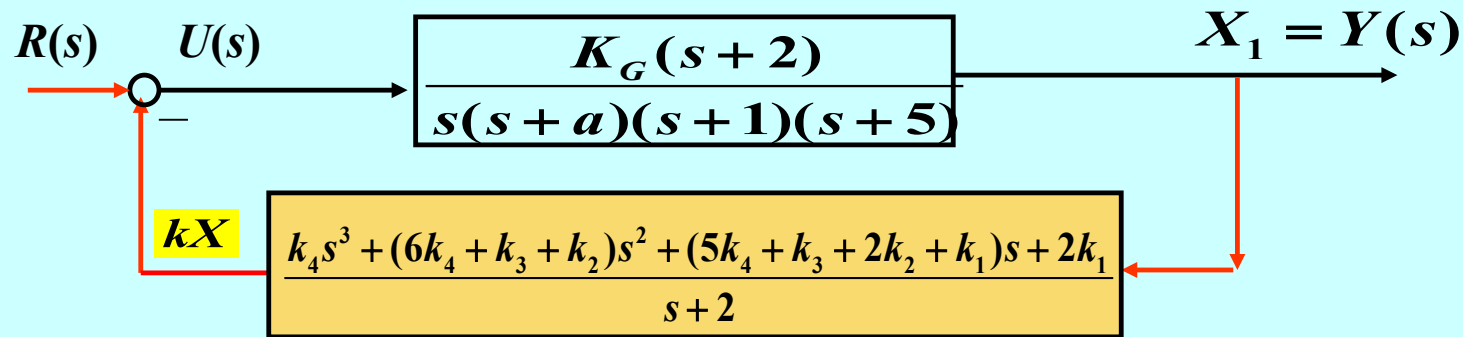 R(s) U(s) K_G(s+2) / s(s+a)(s+1)(s+5) X_1 = Y(s)
−
kX
k_4s^3+(6k_4+k_3+k_2)s^2+(5k_4+k_3+2k_2+k_1)s+2k_1 / s+2